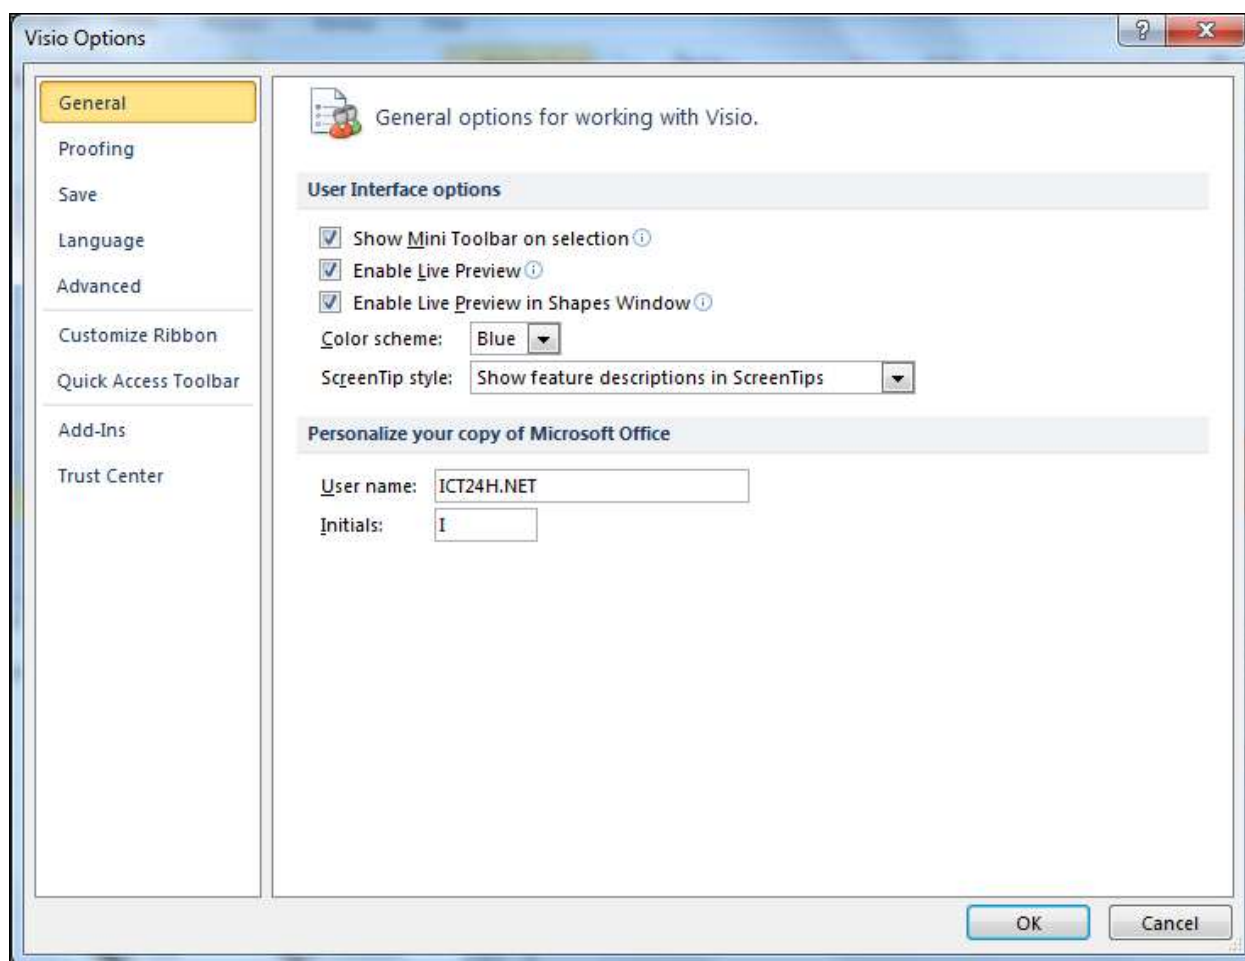 Visio Options
General
Proofing
Save
Language
Advanced
Customize Ribbon
Quick Access Toolbar
Add-Ins
Trust Center
General options for working with Visio.
User Interface options
Show Mini Toolbar on selection
Enable Live Preview
Enable Live Preview in Shapes Window
Color scheme: Blue
ScreenTip style: Show feature descriptions in ScreenTips
Personalize your copy of Microsoft Office
User name: ICT24H.NET
Initials: I
OK Cancel